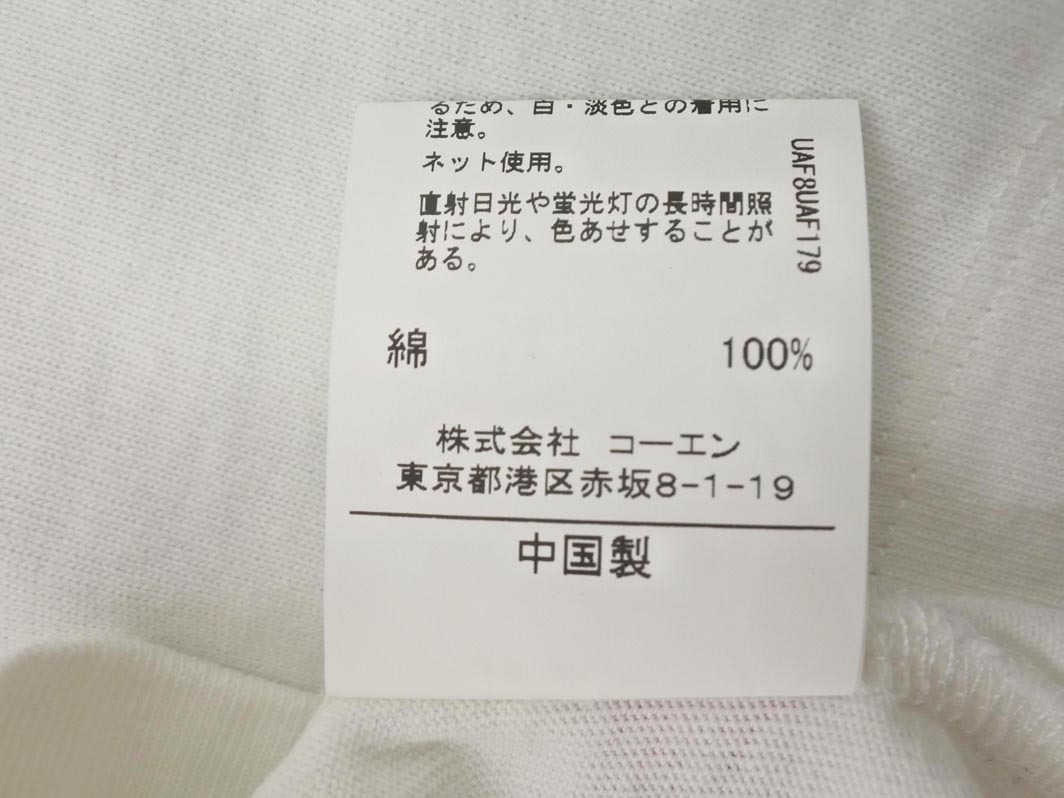 るため、白・淡色との着用に
注意。
ネット使用。
直射日光や蛍光灯の長時間照
射により、色あせすることが
ある。
UAF8UAF179
綿 100%
株式会社 コーエン
東京都港区赤坂8-1-19
中国製